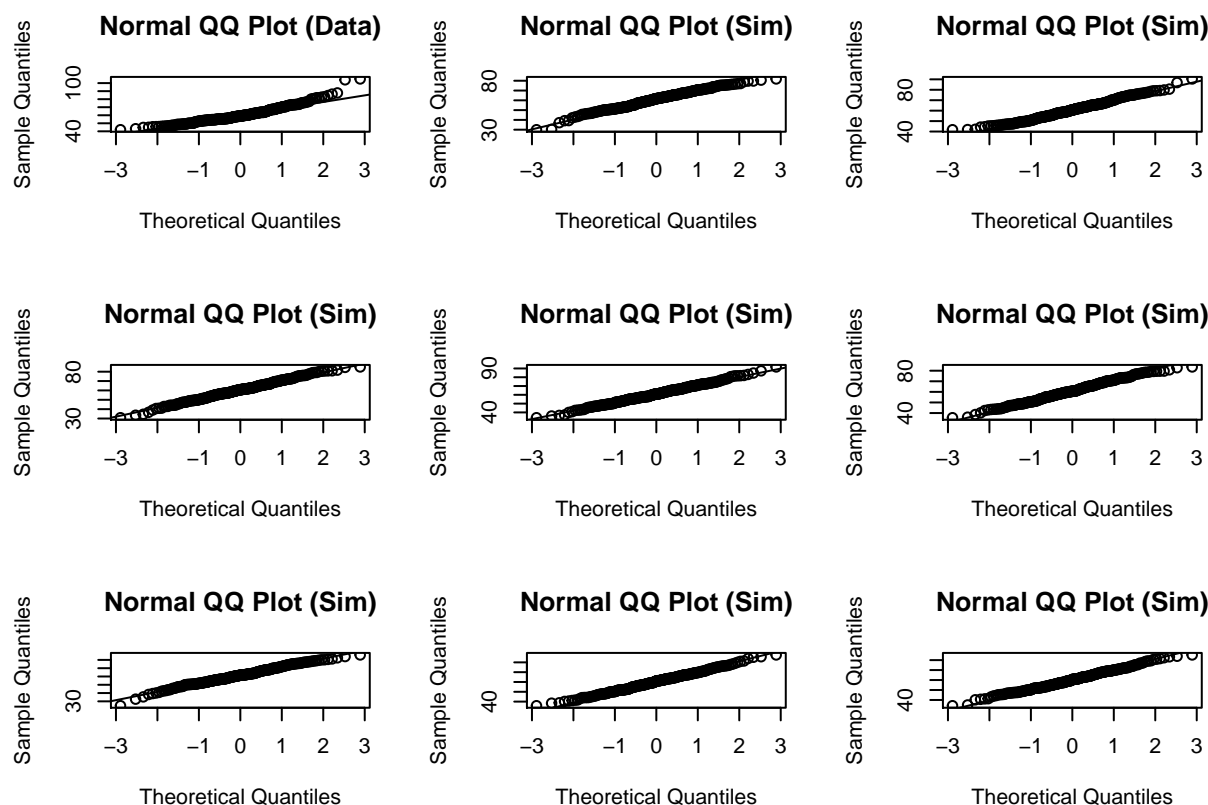 Normal QQ Plot (Data)
Sample Quantiles
100
40
−3 −1 0 1 2 3
Theoretical Quantiles
Normal QQ Plot (Sim)
Sample Quantiles
80
30
−3 −1 0 1 2 3
Theoretical Quantiles
Normal QQ Plot (Sim)
Sample Quantiles
80
40
−3 −1 0 1 2 3
Theoretical Quantiles
Normal QQ Plot (Sim)
Sample Quantiles
80
30
−3 −1 0 1 2 3
Theoretical Quantiles
Normal QQ Plot (Sim)
Sample Quantiles
90
40
−3 −1 0 1 2 3
Theoretical Quantiles
Normal QQ Plot (Sim)
Sample Quantiles
80
40
−3 −1 0 1 2 3
Theoretical Quantiles
Normal QQ Plot (Sim)
Sample Quantiles
30
−3 −1 0 1 2 3
Theoretical Quantiles
Normal QQ Plot (Sim)
Sample Quantiles
40
−3 −1 0 1 2 3
Theoretical Quantiles
Normal QQ Plot (Sim)
Sample Quantiles
40
−3 −1 0 1 2 3
Theoretical Quantiles